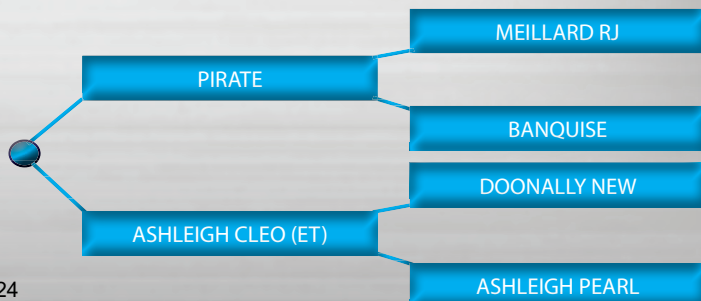 MEILLARD RJ
PIRATE
BANQUISE
DOONALLY NEW
ASHLEIGH CLEO (ET)
ASHLEIGH PEARL
24